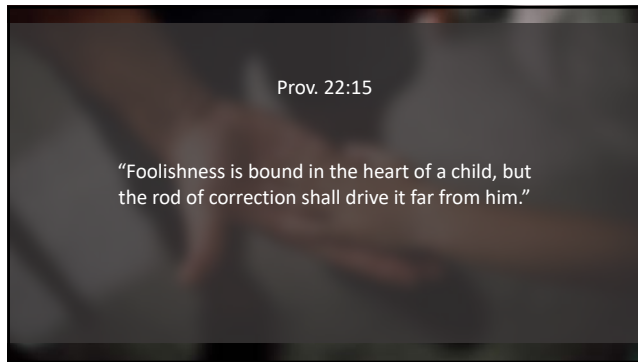 Prov. 22:15
“Foolishness is bound in the heart of a child, but
the rod of correction shall drive it far from him.”